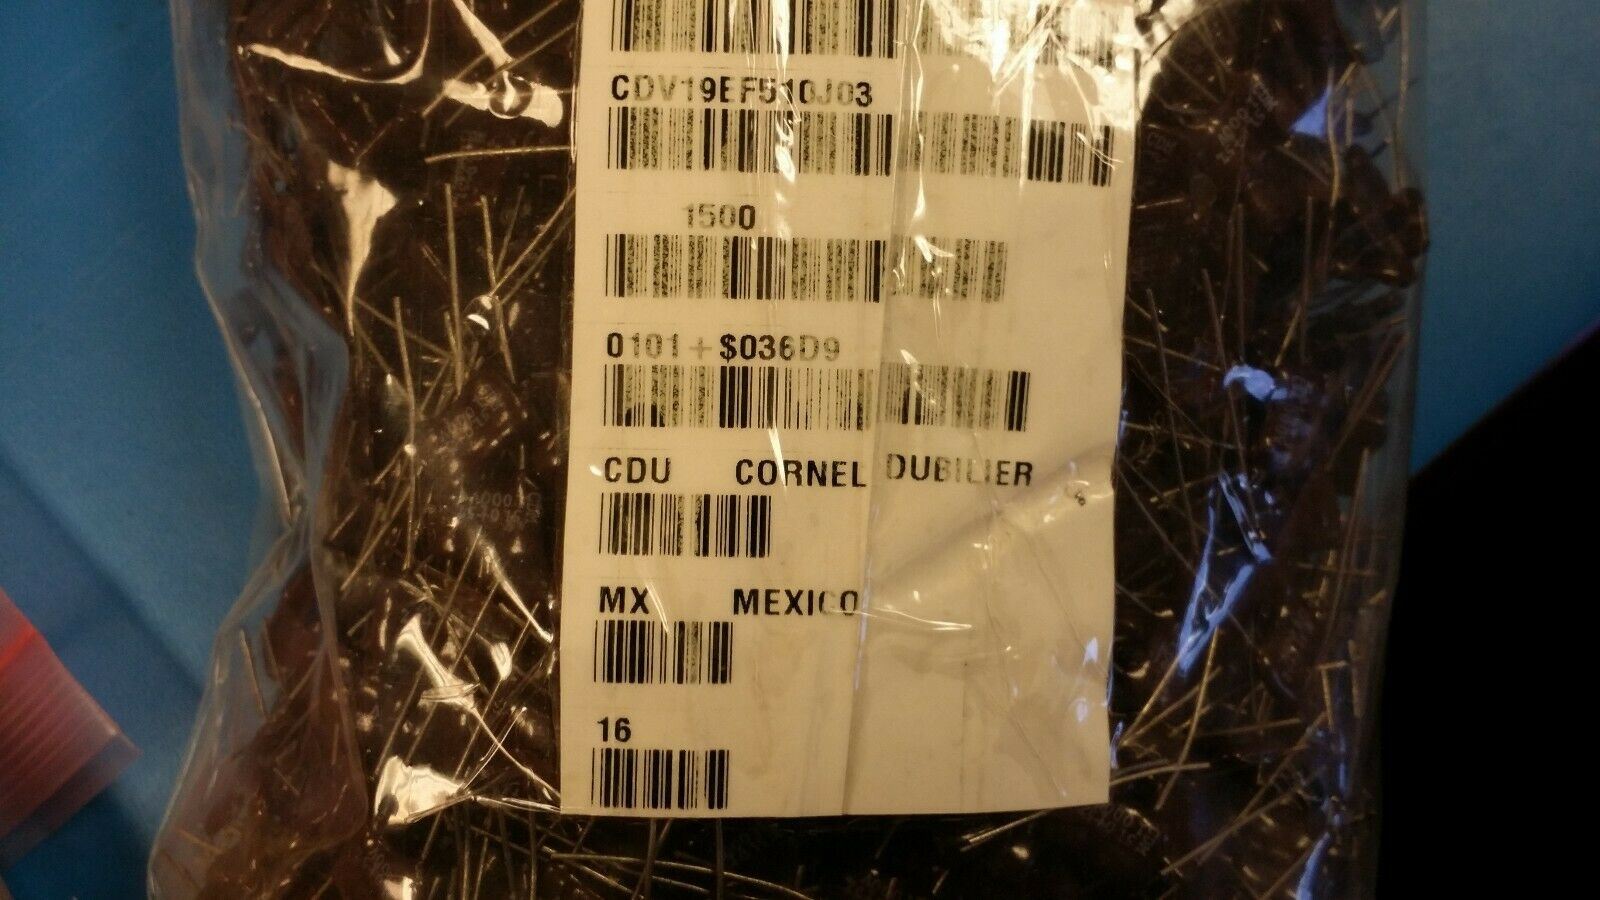 CDV19EF510J03
1500
0101+$036D9
CDU CORNEL DUBILIER
MX MEXICO
16